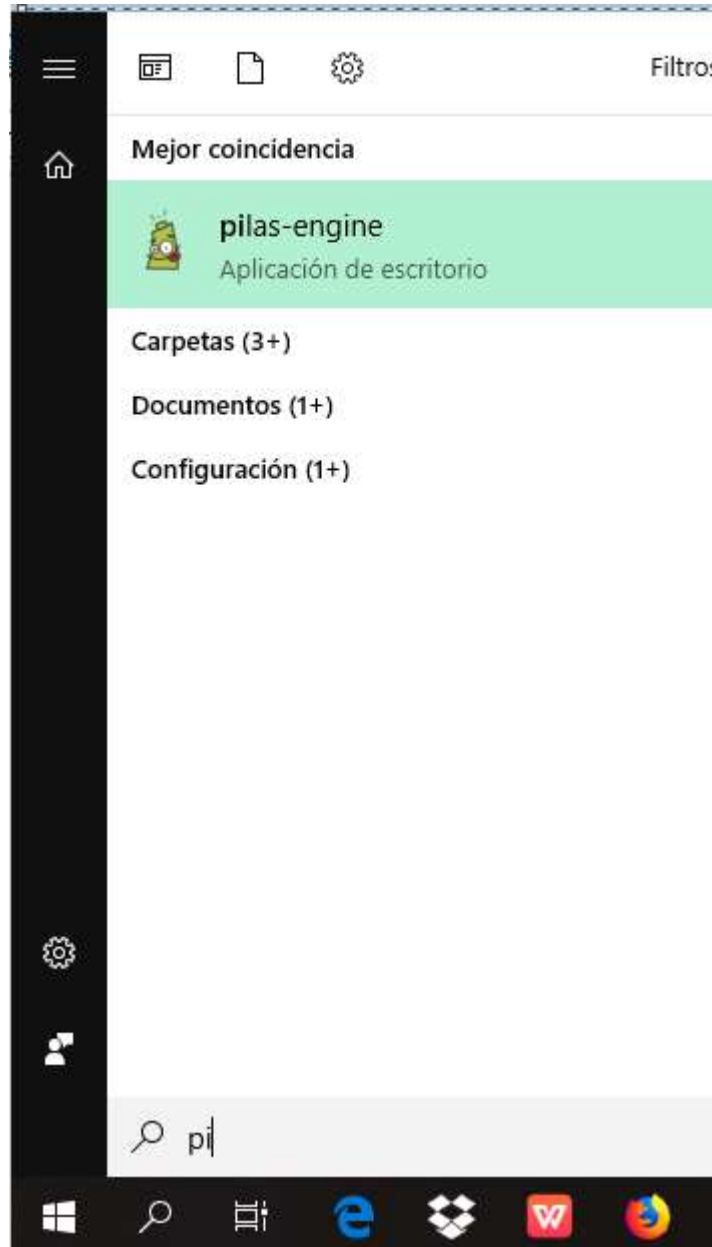 Filtros
Mejor coincidencia
pilas-engine
Aplicación de escritorio
Carpetas (3+)
Documentos (1+)
Configuración (1+)
pi